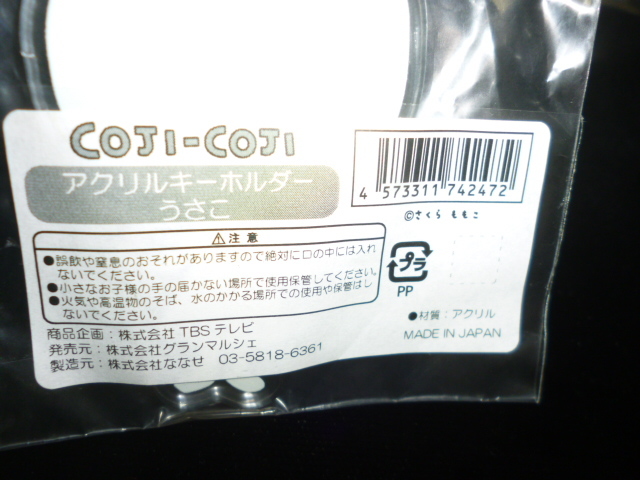 COJI-COJI
アクリルキーホルダー
うさこ
4 573311 742472
©さくらももこ
⚠注意
●誤飲や窒息のおそれがありますので絶対に口の中には入れ
ないでください。
●小さなお子様の手の届かない場所で使用保管してください。
●火気や高温物のそば、水のかかる場所での使用や保管はし
ないでください。
プラ
PP
●材質：アクリル
MADE IN JAPAN
商品企画：株式会社TBSテレビ
発売元：株式会社グランマルシェ
製造元：株式会社ななせ 03-5818-6361